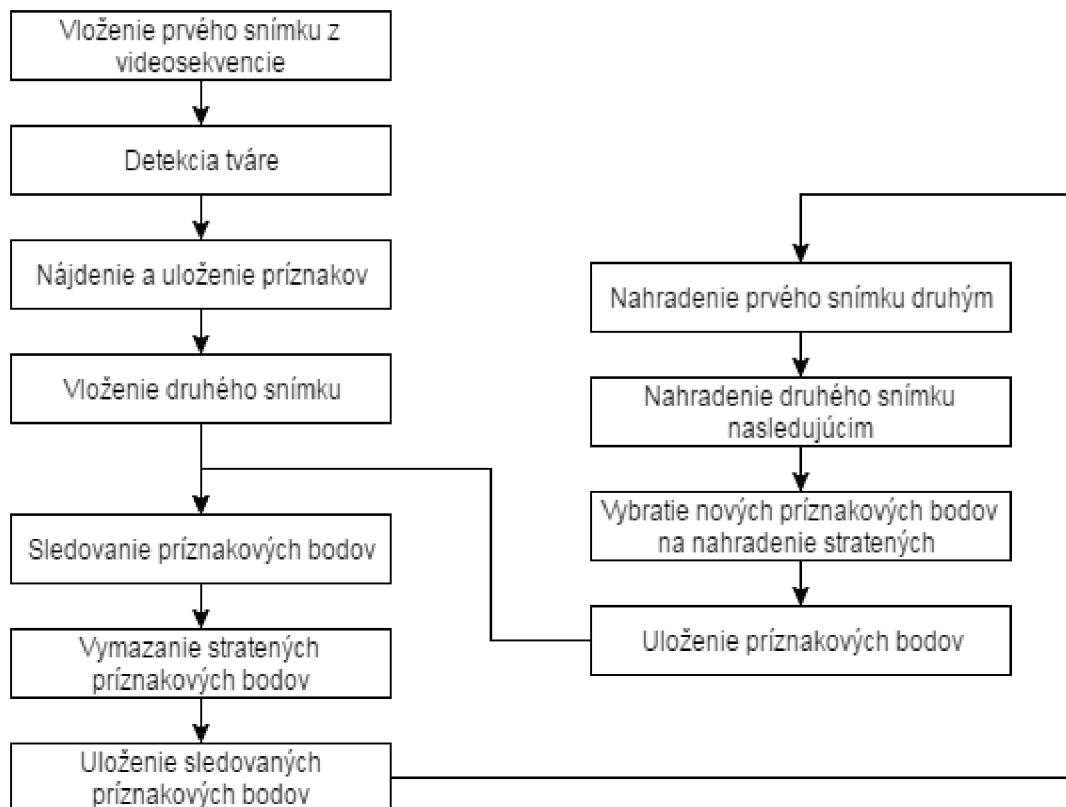 Vloženie prvého snímku z
videosekvencie
Detekcia tváre
Nájdenie a uloženie príznakov
Vloženie druhého snímku
Sledovanie príznakových bodov
Vymazanie stratených
príznakových bodov
Uloženie sledovaných
príznakových bodov
Nahradenie prvého snímku druhým
Nahradenie druhého snímku
nasledujúcim
Vybratie nových príznakových bodov
na nahradenie stratených
Uloženie príznakových bodov